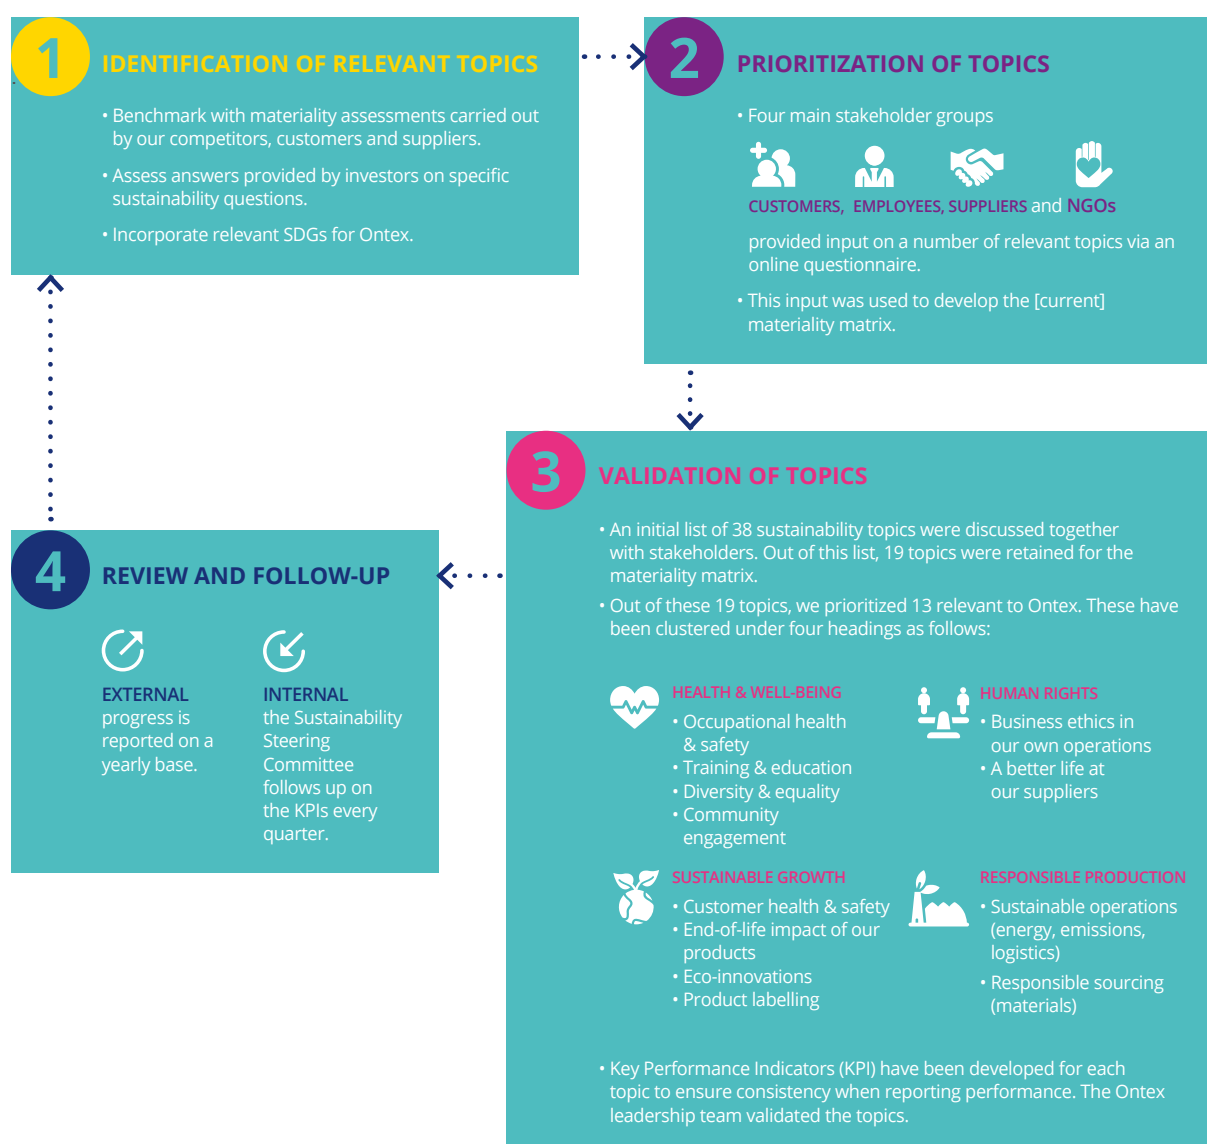 1
IDENTIFICATION OF RELEVANT TOPICS
• Benchmark with materiality assessments carried out
by our competitors, customers and suppliers.
• Assess answers provided by investors on specific
sustainability questions.
• Incorporate relevant SDGs for Ontex.
2
PRIORITIZATION OF TOPICS
• Four main stakeholder groups
CUSTOMERS, EMPLOYEES, SUPPLIERS and NGOs
provided input on a number of relevant topics via an
online questionnaire.
• This input was used to develop the [current]
materiality matrix.
3
VALIDATION OF TOPICS
• An initial list of 38 sustainability topics were discussed together
with stakeholders. Out of this list, 19 topics were retained for the
materiality matrix.
• Out of these 19 topics, we prioritized 13 relevant to Ontex. These have
been clustered under four headings as follows:
HEALTH & WELL-BEING
• Occupational health
& safety
• Training & education
• Diversity & equality
• Community
engagement
HUMAN RIGHTS
• Business ethics in
our own operations
• A better life at
our suppliers
SUSTAINABLE GROWTH
• Customer health & safety
• End-of-life impact of our
products
• Eco-innovations
• Product labelling
RESPONSIBLE PRODUCTION
• Sustainable operations
(energy, emissions,
logistics)
• Responsible sourcing
(materials)
• Key Performance Indicators (KPI) have been developed for each
topic to ensure consistency when reporting performance. The Ontex
leadership team validated the topics.
4
REVIEW AND FOLLOW-UP
EXTERNAL
progress is
reported on a
yearly base.
INTERNAL
the Sustainability
Steering
Committee
follows up on
the KPIs every
quarter.